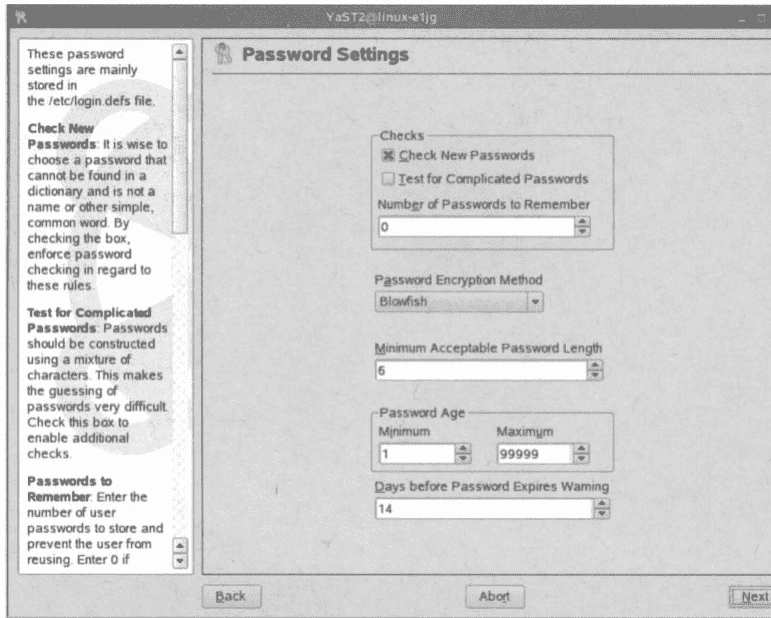 YaST2@linux-e1jg
These password
settings are mainly
stored in
the /etc/login.defs file.
Check New
Passwords: It is wise to
choose a password that
cannot be found in a
dictionary and is not a
name or other simple,
common word. By
checking the box,
enforce password
checking in regard to
these rules.
Test for Complicated
Passwords: Passwords
should be constructed
using a mixture of
characters. This makes
the guessing of
passwords very difficult.
Check this box to
enable additional
checks.
Passwords to
Remember: Enter the
number of user
passwords to store and
prevent the user from
reusing. Enter 0 if
Password Settings
Checks
Check New Passwords
Test for Complicated Passwords
Number of Passwords to Remember
0
Password Encryption Method
Blowfish
Minimum Acceptable Password Length
6
Password Age
Minimum Maximum
1 99999
Days before Password Expires Warning
14
Back Abort Next